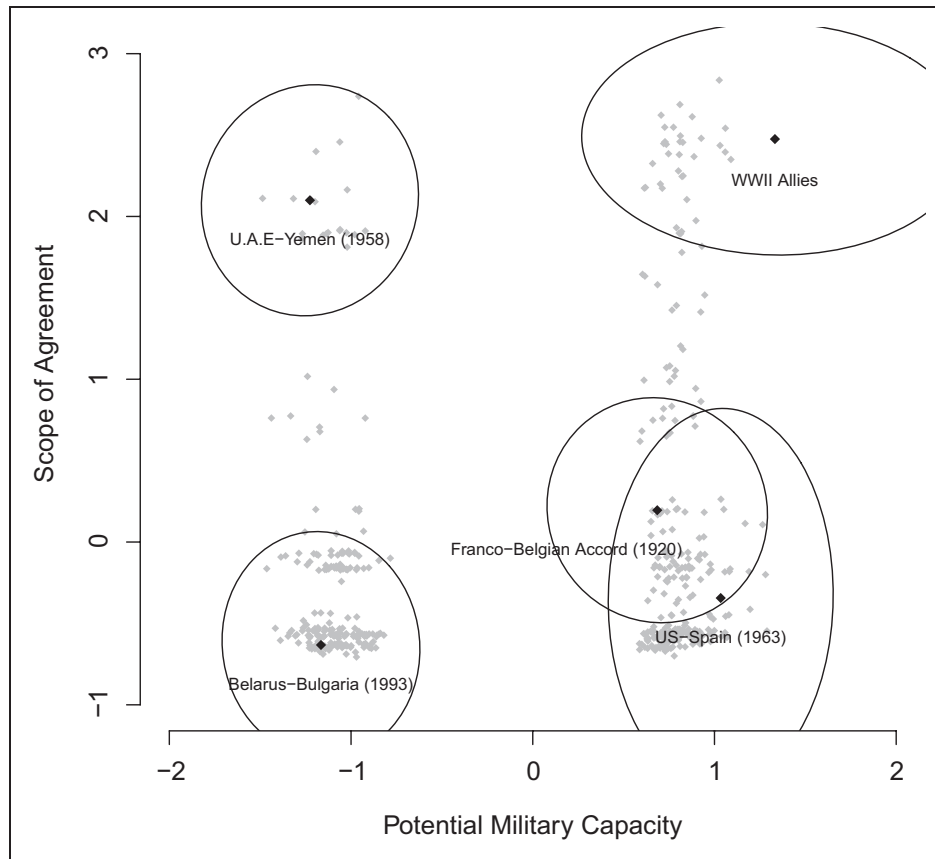 3
WWII Allies
2
U.A.E−Yemen (1958)
Scope of Agreement
1
0
Franco−Belgian Accord (1920)
US−Spain (1963)
Belarus−Bulgaria (1993)
−1
−2
−1
0
1
2
Potential Military Capacity